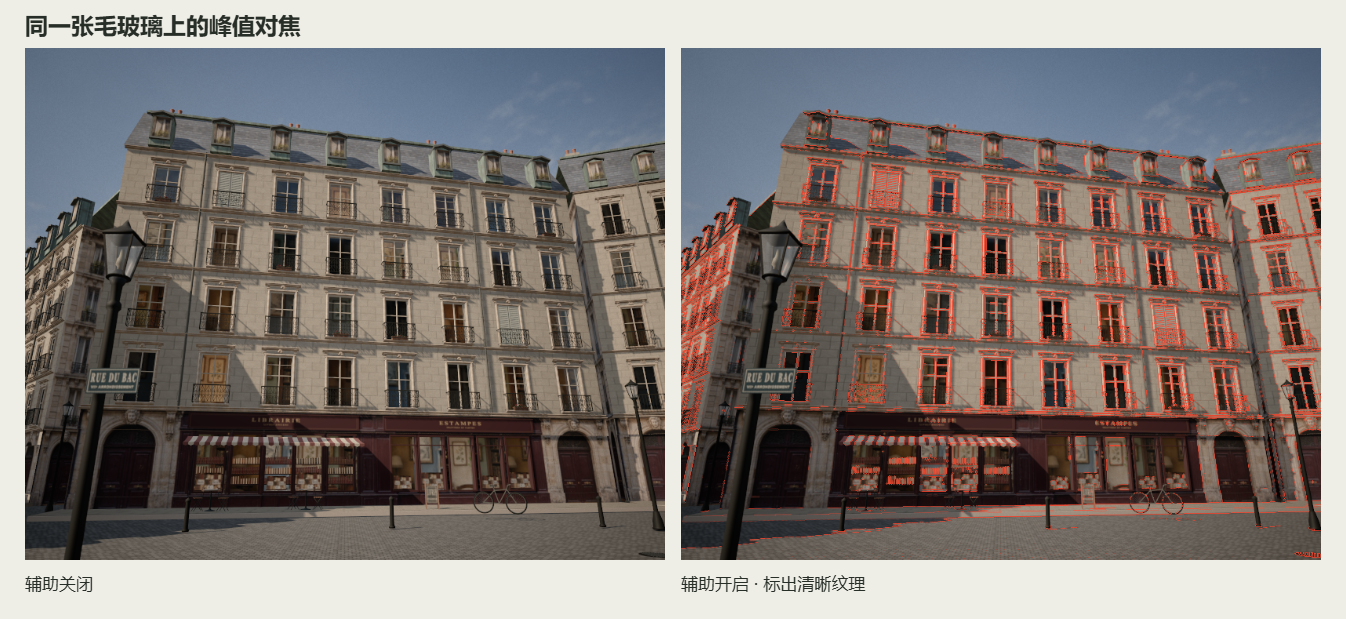 同一张毛玻璃上的峰值对焦
RUE DU BAC
LIBRAIRIE
ESTAMPES
RUE DU BAC
LIBRAIRIE
ESTAMPES
辅助关闭
辅助开启 · 标出清晰纹理